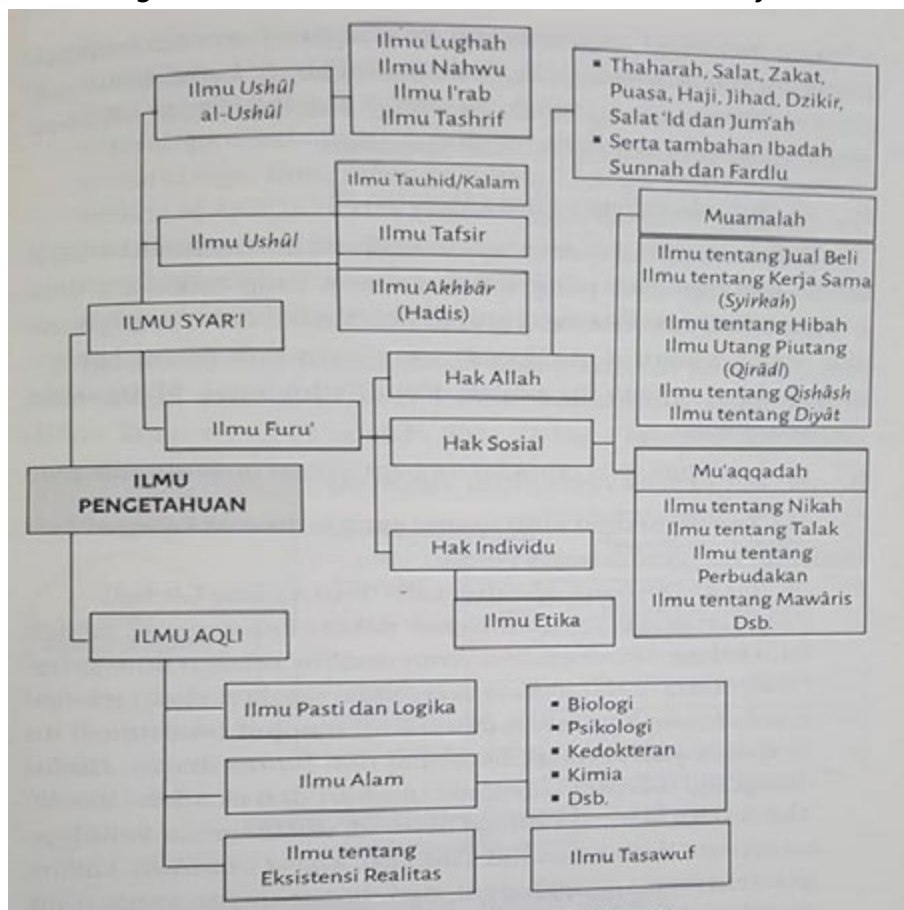 Ilmu Ushûl
al-Ushûl
Ilmu Lughah
Ilmu Nahwu
Ilmu I'rab
Ilmu Tashrif
▪ Thaharah, Salat, Zakat,
Puasa, Haji, Jihad, Dzikir,
Salat 'Id dan Jum'ah
▪ Serta tambahan Ibadah
Sunnah dan Fardlu
Ilmu Ushûl
Ilmu Tauhid/Kalam
Ilmu Tafsir
Ilmu Akhbâr
(Hadis)
Muamalah
Ilmu tentang Jual Beli
Ilmu tentang Kerja Sama
(Syirkah)
Ilmu tentang Hibah
Ilmu Utang Piutang
(Qirâdl)
Ilmu tentang Qishâsh
Ilmu tentang Diyât
ILMU SYAR'I
Ilmu Furu'
Hak Allah
Hak Sosial
Hak Individu
Ilmu Etika
Mu'aqqadah
Ilmu tentang Nikah
Ilmu tentang Talak
Ilmu tentang
Perbudakan
Ilmu tentang Mawâris
Dsb.
ILMU
PENGETAHUAN
ILMU AQLI
Ilmu Pasti dan Logika
Ilmu Alam
▪ Biologi
▪ Psikologi
▪ Kedokteran
▪ Kimia
▪ Dsb.
Ilmu tentang
Eksistensi Realitas
Ilmu Tasawuf